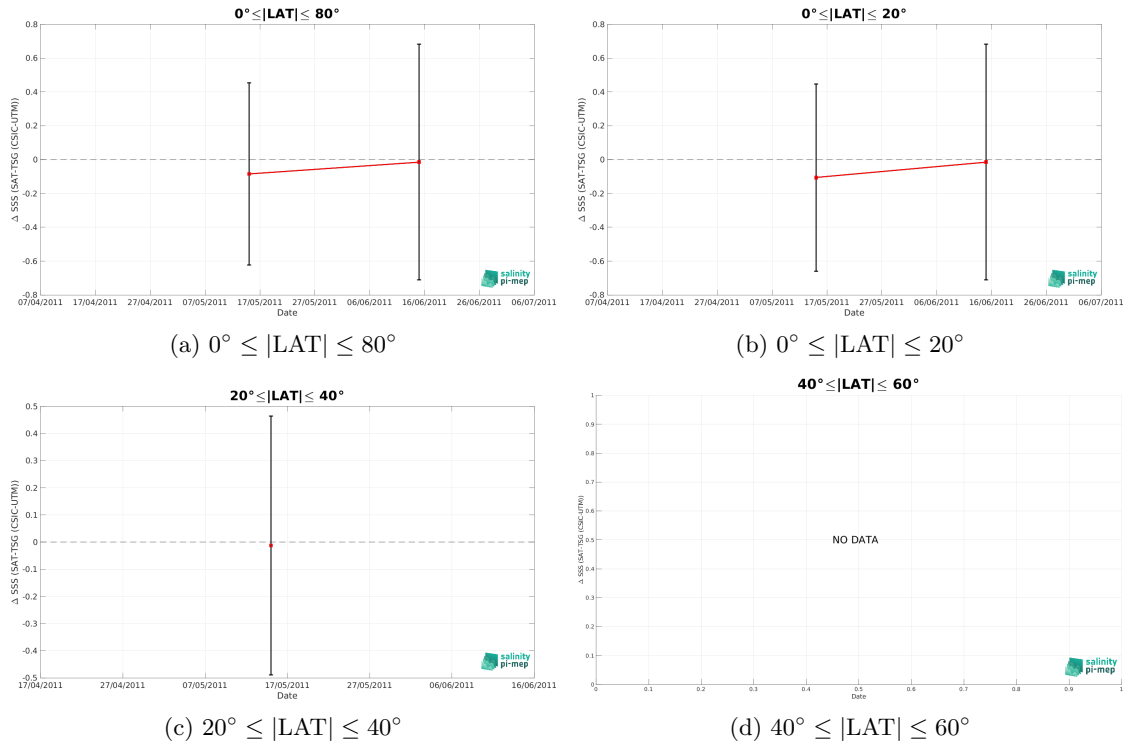 0°≤|LAT|≤ 80°
Δ SSS (SAT-TSG (CSIC-UTM))
0.8
0.6
0.4
0.2
0
-0.2
-0.4
-0.6
-0.8
07/04/2011 17/04/2011 27/04/2011 07/05/2011 17/05/2011 27/05/2011 06/06/2011 16/06/2011 26/06/2011 06/07/2011
Date
salinity
pi-mep
(a) 0° ≤ |LAT| ≤ 80°
0°≤|LAT|≤ 20°
Δ SSS (SAT-TSG (CSIC-UTM))
0.8
0.6
0.4
0.2
0
-0.2
-0.4
-0.6
-0.8
07/04/2011 17/04/2011 27/04/2011 07/05/2011 17/05/2011 27/05/2011 06/06/2011 16/06/2011 26/06/2011 06/07/2011
Date
salinity
pi-mep
(b) 0° ≤ |LAT| ≤ 20°
20°≤|LAT|≤ 40°
Δ SSS (SAT-TSG (CSIC-UTM))
0.5
0.4
0.3
0.2
0.1
0
-0.1
-0.2
-0.3
-0.4
-0.5
17/04/2011 27/04/2011 07/05/2011 17/05/2011 27/05/2011 06/06/2011 16/06/2011
Date
salinity
pi-mep
(c) 20° ≤ |LAT| ≤ 40°
40°≤|LAT|≤ 60°
Δ SSS (SAT-TSG (CSIC-UTM))
1
0.9
0.8
0.7
0.6
0.5
0.4
0.3
0.2
0.1
0
NO DATA
0 0.1 0.2 0.3 0.4 0.5 0.6 0.7 0.8 0.9 1
Date
salinity
pi-mep
(d) 40° ≤ |LAT| ≤ 60°